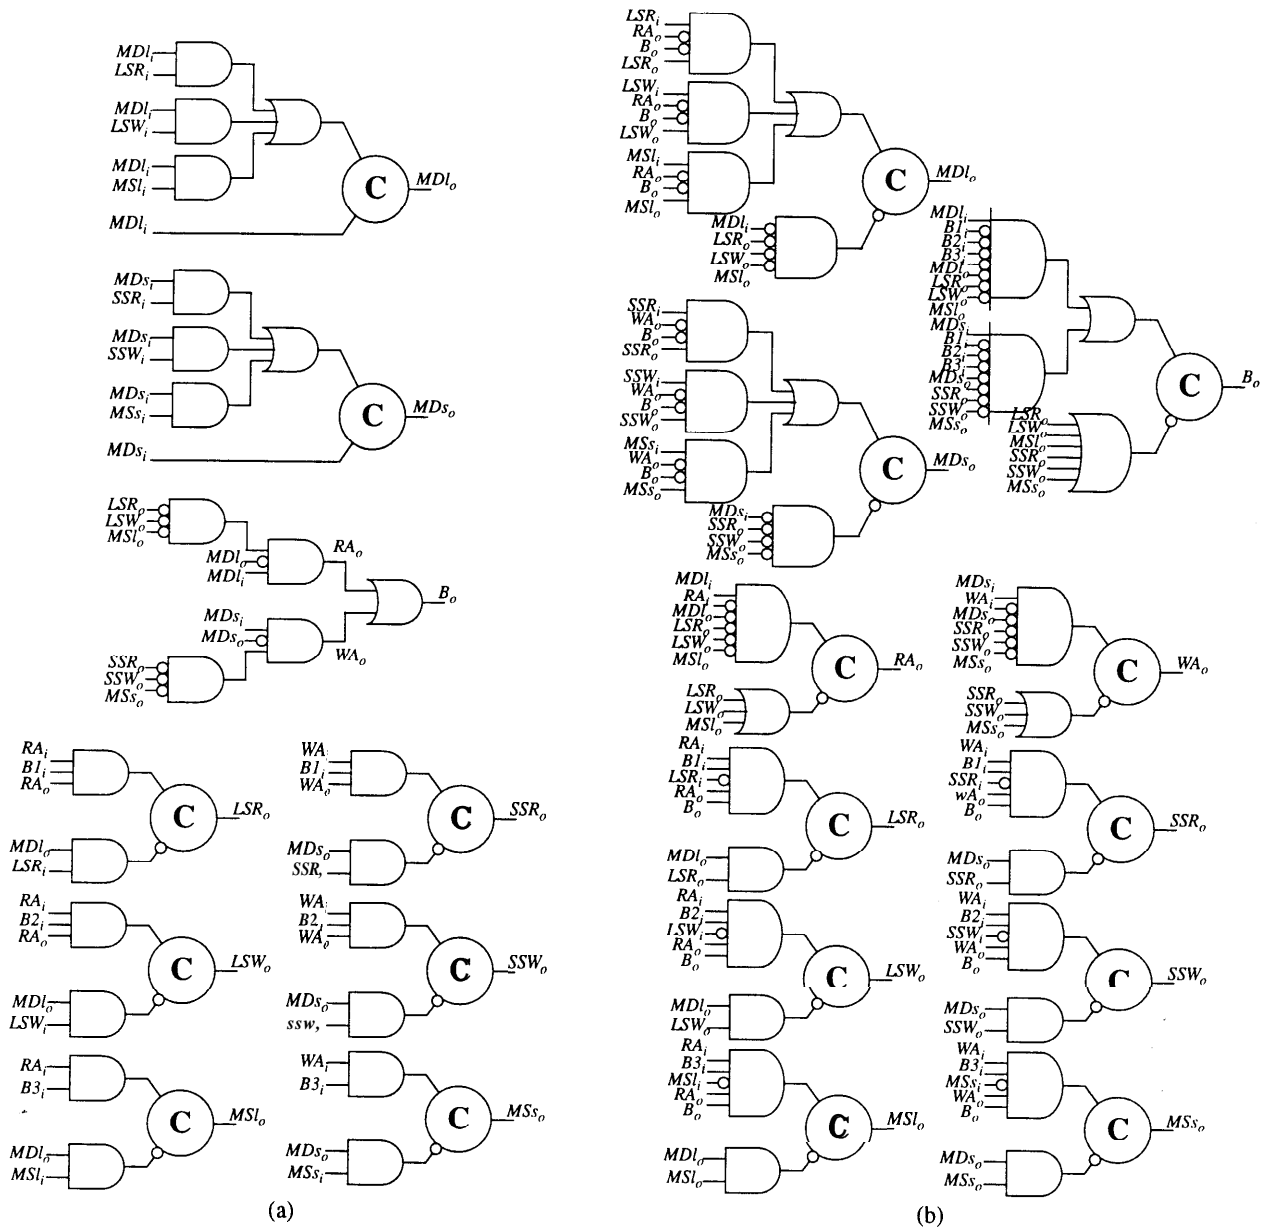 MDl_i
LSR_i
MDl_i
LSW_i
MDl_i
MSl_i
MDl_i
C
MDl_o
MDs_i
SSR_i
MDs_i
SSW_i
MDs_i
MSs_i
MDs_i
C
MDs_o
LSR_o
LSW_o
MSl_o
MDl_o
MDl_i
RA_o
MDs_i
MDs_o
WA_o
SSR_o
SSW_o
MSs_o
B_o
RA_i
B1_i
RA_o
MDl_o
LSR_i
C
LSR_o
WA_i
B1_i
WA_o
MDs_o
SSR_i
C
SSR_o
RA_i
B2_i
RA_o
MDl_o
LSW_i
C
LSW_o
WA_i
B2_i
WA_o
MDs_o
ssw,
C
SSW_o
RA_i
B3_i
MDl_o
MSl_i
C
MSl_o
WA_i
B3_i
MDs_o
MSs_i
C
MSs_o
(a)
LSR_i
RA_o
B_o
LSR_o
LSW_i
RA_o
B_o
LSW_o
MSl_i
RA_o
B_o
MSl_o
MDl_i
LSR_o
LSW_o
MSl_o
C
MDl_o
SSR_i
WA_o
B_o
SSR_o
SSW_i
WA_o
B_o
SSW_o
MSs_i
WA_o
B_o
MSs_o
MDs_i
SSR_o
SSW_o
MSs_o
C
MDs_o
MDl_i
B1_i
B2_i
B3_i
MDl_o
LSR_o
LSW_o
MSl_o
MDs_i
B1_i
B2_i
B3_i
MDs_o
SSR_o
SSW_o
MSs_o
LSR_o
LSW_o
MSl_o
SSR_o
SSW_o
MSs_o
C
B_o
MDl_i
RA_i
MDl_o
LSR_o
LSW_o
MSl_o
LSR_o
LSW_o
MSl_o
C
RA_o
MDs_i
WA_i
MDs_o
SSR_o
SSW_o
MSs_o
SSR_o
SSW_o
MSs_o
C
WA_o
RA_i
B1_i
LSR_i
RA_o
B_o
MDl_o
LSR_o
C
LSR_o
WA_i
B1_i
SSR_i
wA_o
B_o
MDs_o
SSR_o
C
SSR_o
RA_i
B2_i
LSW_i
RA_o
B_o
MDl_o
LSW_o
C
LSW_o
WA_i
B2_i
SSW_i
WA_o
B_o
MDs_o
SSW_o
C
SSW_o
RA_i
B3_i
MSl_i
RA_o
B_o
MDl_o
MSl_o
C
MSl_o
WA_i
B3_i
MSs_i
WA_o
B_o
MDs_o
MSs_o
C
MSs_o
(b)